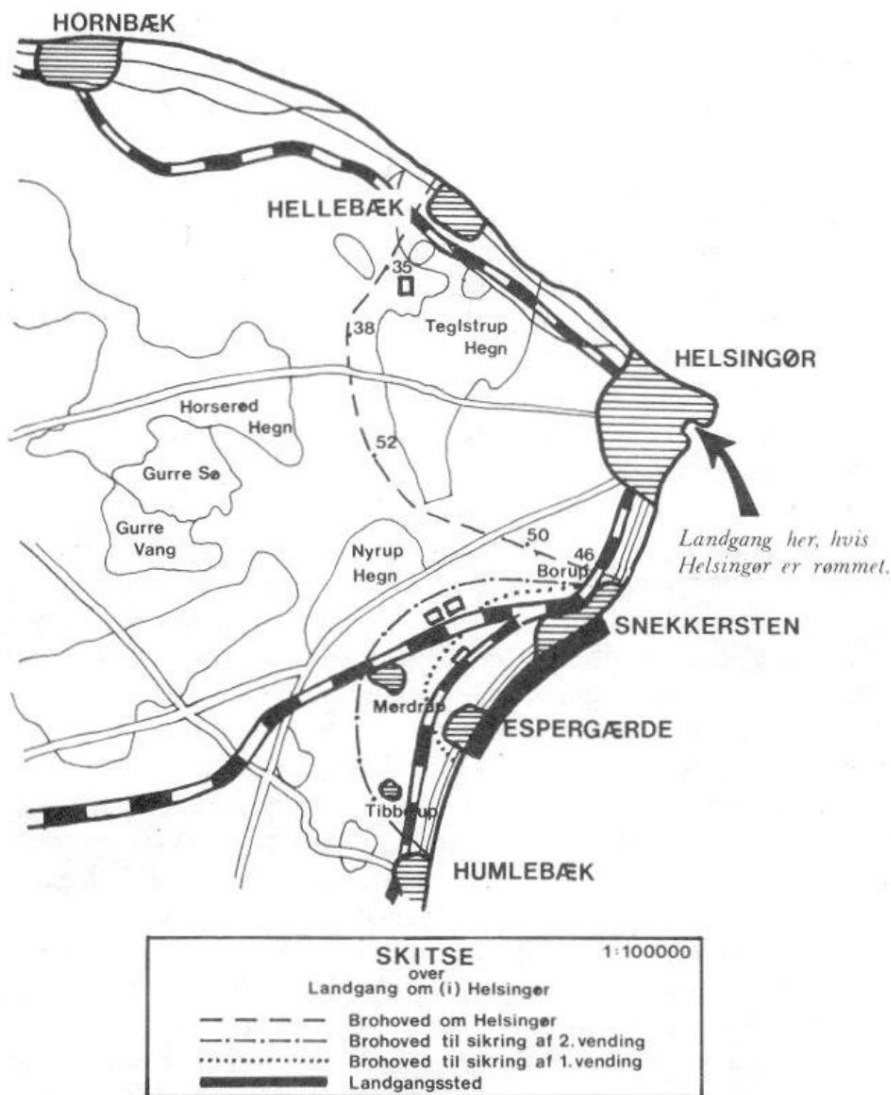 HORNBÆK
HELLEBÆK
35
38
Teglstrup
Hegn
HELSINGØR
Horserød
Hegn
52
Gurre Sø
Gurre
Vang
Nyrup
Hegn
50
46
Borup
Landgang her, hvis
Helsingør er rømmet.
SNEKKERSTEN
Mørdrup
ESPERGÆRDE
Tibberup
HUMLEBÆK
SKITSE 1:100000
over
Landgang om (i) Helsingør
Brohoved om Helsingør
Brohoved til sikring af 2. vending
Brohoved til sikring af 1. vending
Landgangssted